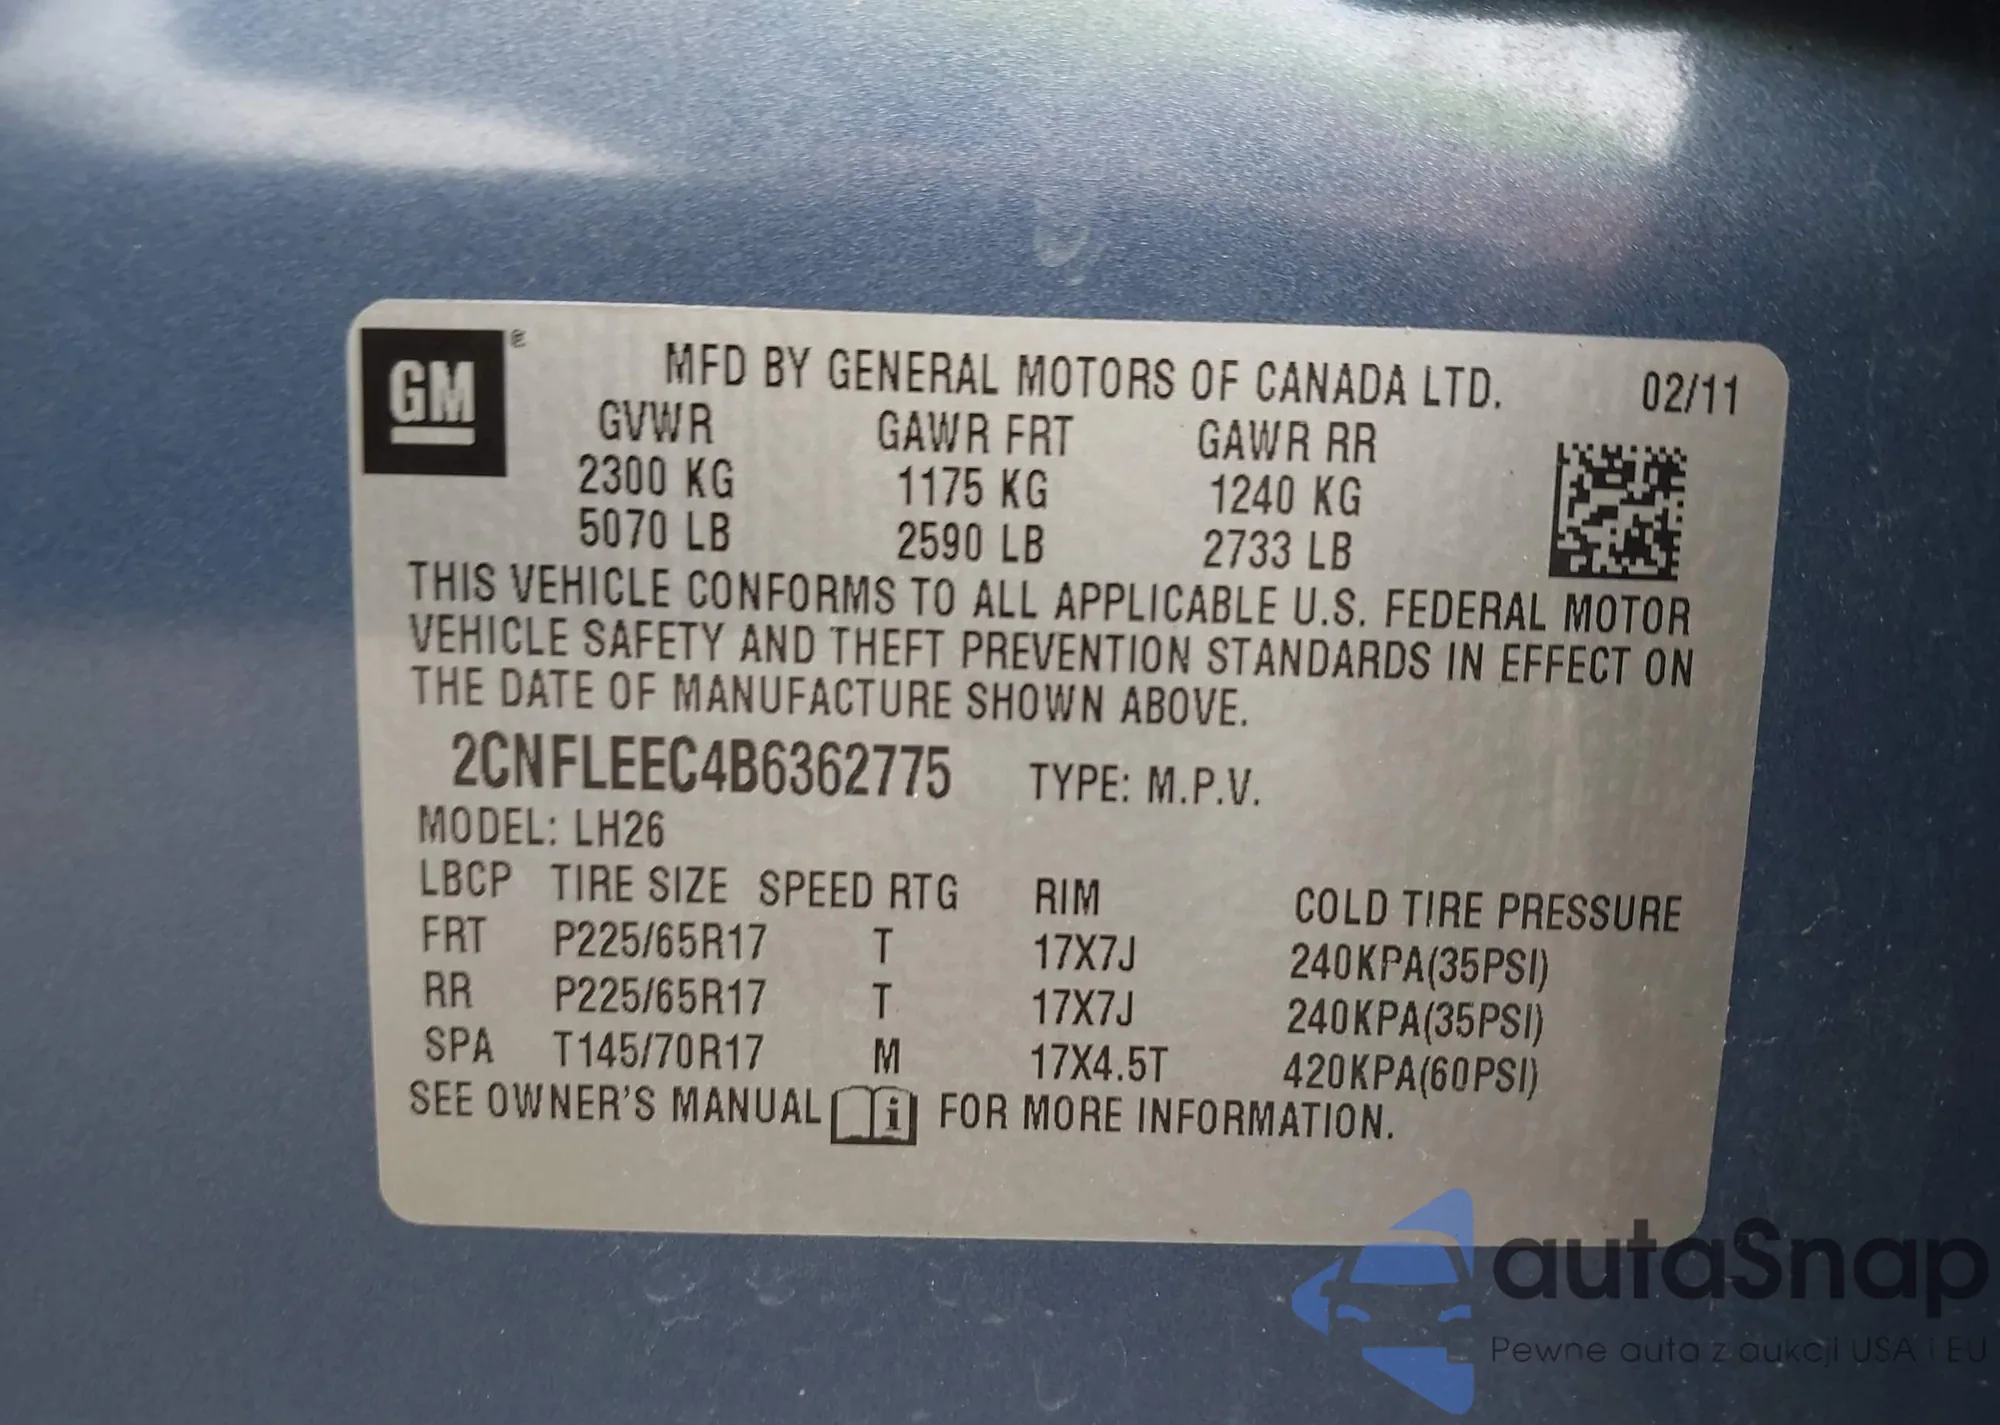 GM ®
MFD BY GENERAL MOTORS OF CANADA LTD. 02/11
GVWR GAWR FRT GAWR RR
2300 KG 1175 KG 1240 KG
5070 LB 2590 LB 2733 LB
THIS VEHICLE CONFORMS TO ALL APPLICABLE U.S. FEDERAL MOTOR
VEHICLE SAFETY AND THEFT PREVENTION STANDARDS IN EFFECT ON
THE DATE OF MANUFACTURE SHOWN ABOVE.
2CNFLEEC4B6362775 TYPE: M.P.V.
MODEL: LH26
LBCP TIRE SIZE SPEED RTG RIM COLD TIRE PRESSURE
FRT P225/65R17 T 17X7J 240KPA(35PSI)
RR P225/65R17 T 17X7J 240KPA(35PSI)
SPA T145/70R17 M 17X4.5T 420KPA(60PSI)
SEE OWNER'S MANUAL i FOR MORE INFORMATION.
autaSnap
Pewne auta z aukcji USA i EU